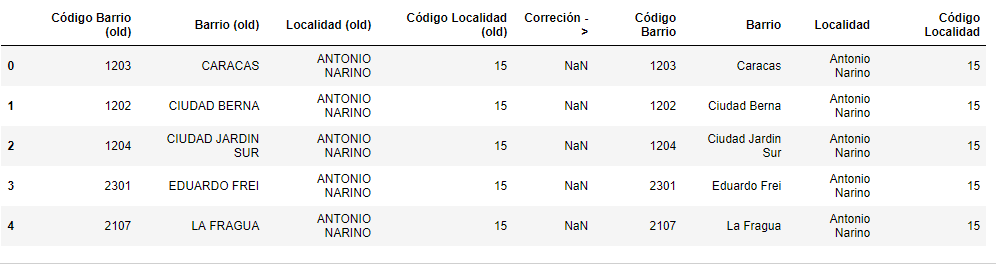 Código Barrio (old) Barrio (old) Localidad (old) Código Localidad (old) Correción -> Código Barrio Barrio Localidad Código Localidad
0 1203 CARACAS ANTONIO NARINO 15 NaN 1203 Caracas Antonio Narino 15
1 1202 CIUDAD BERNA ANTONIO NARINO 15 NaN 1202 Ciudad Berna Antonio Narino 15
2 1204 CIUDAD JARDIN SUR ANTONIO NARINO 15 NaN 1204 Ciudad Jardin Sur Antonio Narino 15
3 2301 EDUARDO FREI ANTONIO NARINO 15 NaN 2301 Eduardo Frei Antonio Narino 15
4 2107 LA FRAGUA ANTONIO NARINO 15 NaN 2107 La Fragua Antonio Narino 15